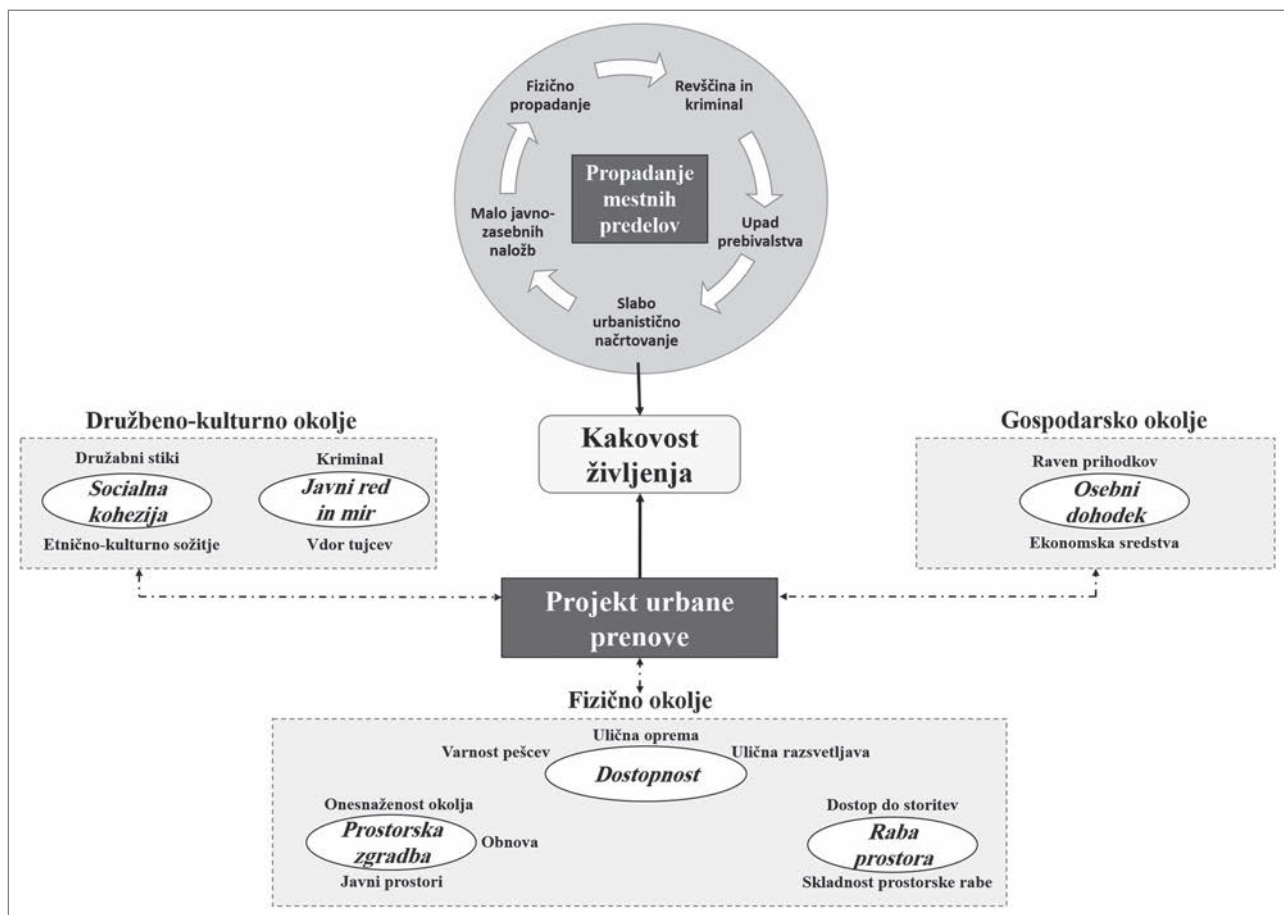 Fizično
propadanje
Revščina in
kriminal
Propadanje
mestnih
predelov
Malo javno-
zasebnih
naložb
Upad
prebivalstva
Slabo
urbanistično
načrtovanje
Družbeno-kulturno okolje
Družabni stiki
Socialna
kohezija
Etnično-kulturno sožitje
Kriminal
Javni red
in mir
Vdor tujcev
Kakovost
življenja
Gospodarsko okolje
Raven prihodkov
Osebni
dohodek
Ekonomska sredstva
Projekt urbane
prenove
Fizično okolje
Ulična oprema
Varnost pešcev
Ulična razsvetljava
Dostopnost
Onesnaženost okolja
Prostorska
zgradba
Obnova
Javni prostori
Dostop do storitev
Raba
prostora
Skladnost prostorske rabe